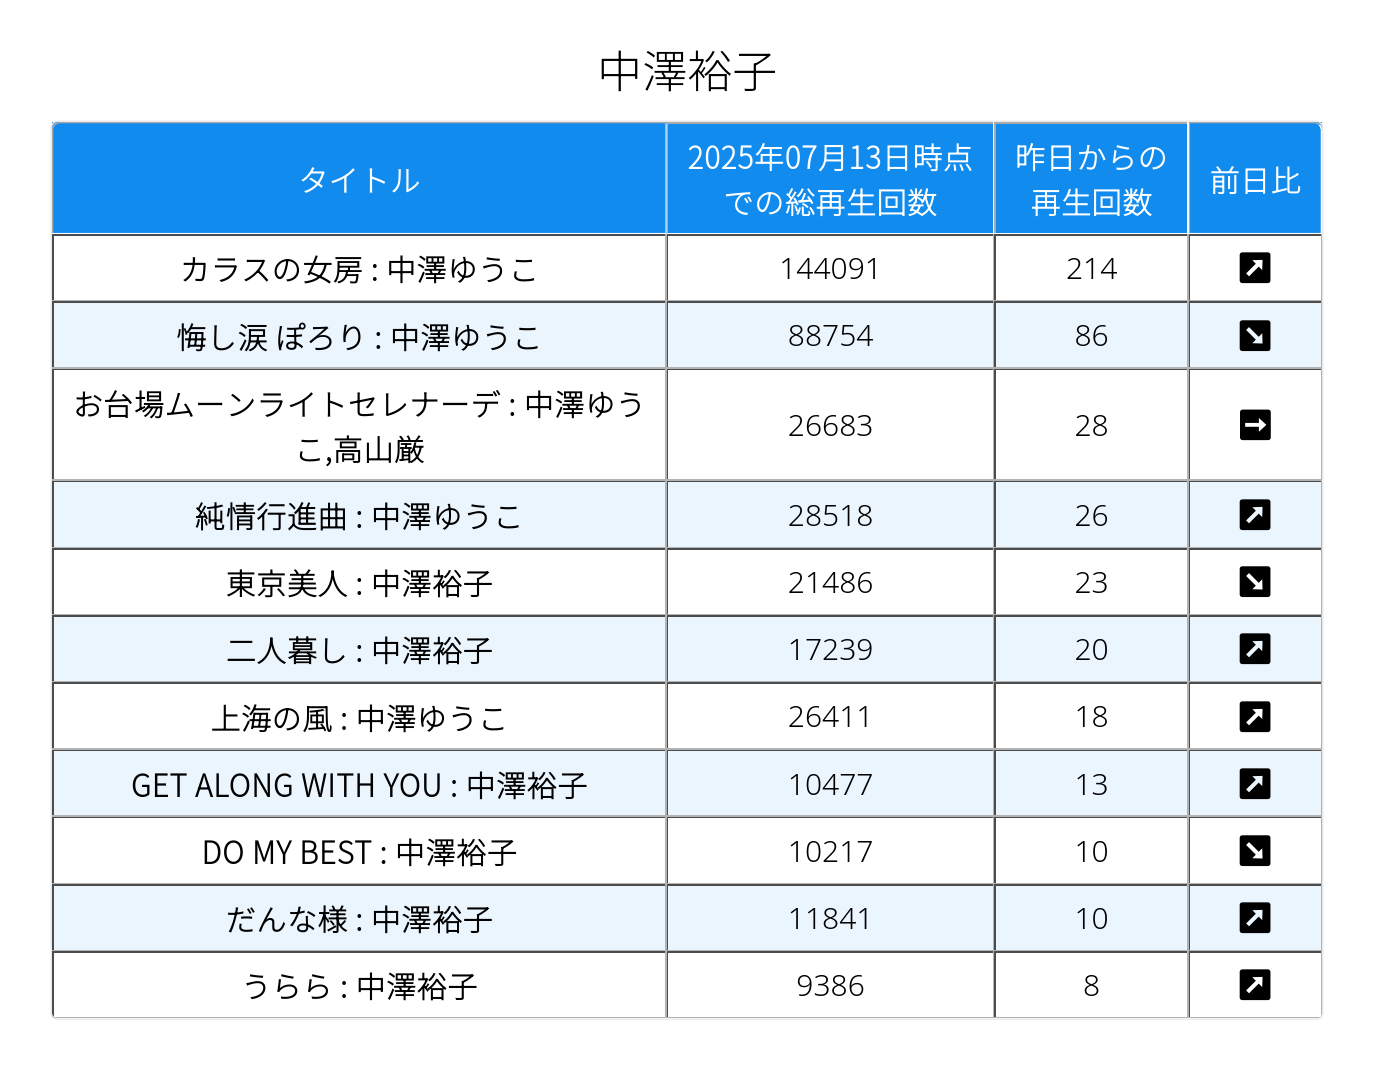 中澤裕子
タイトル
2025年07月13日時点
での総再生回数
昨日からの
再生回数
前日比
カラスの女房 : 中澤ゆうこ
144091
214
悔し涙 ぽろり : 中澤ゆうこ
88754
86
お台場ムーンライトセレナーデ : 中澤ゆう
こ,高山厳
26683
28
純情行進曲 : 中澤ゆうこ
28518
26
東京美人 : 中澤裕子
21486
23
二人暮し : 中澤裕子
17239
20
上海の風 : 中澤ゆうこ
26411
18
GET ALONG WITH YOU : 中澤裕子
10477
13
DO MY BEST : 中澤裕子
10217
10
だんな様 : 中澤裕子
11841
10
うらら : 中澤裕子
9386
8